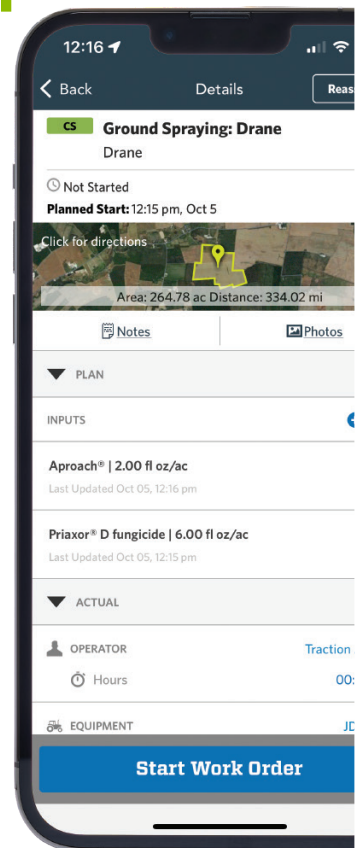 12:16
Back Details Reas
CS Ground Spraying: Drane
Drane
Not Started
Planned Start: 12:15 pm, Oct 5
Click for directions
Area: 264.78 ac Distance: 334.02 mi
Notes Photos
PLAN
INPUTS
Aproach® | 2.00 fl oz/ac
Last Updated Oct 05, 12:16 pm
Priaxor® D fungicide | 6.00 fl oz/ac
Last Updated Oct 05, 12:15 pm
ACTUAL
OPERATOR Traction
Hours 00:
EQUIPMENT JD
Start Work Order